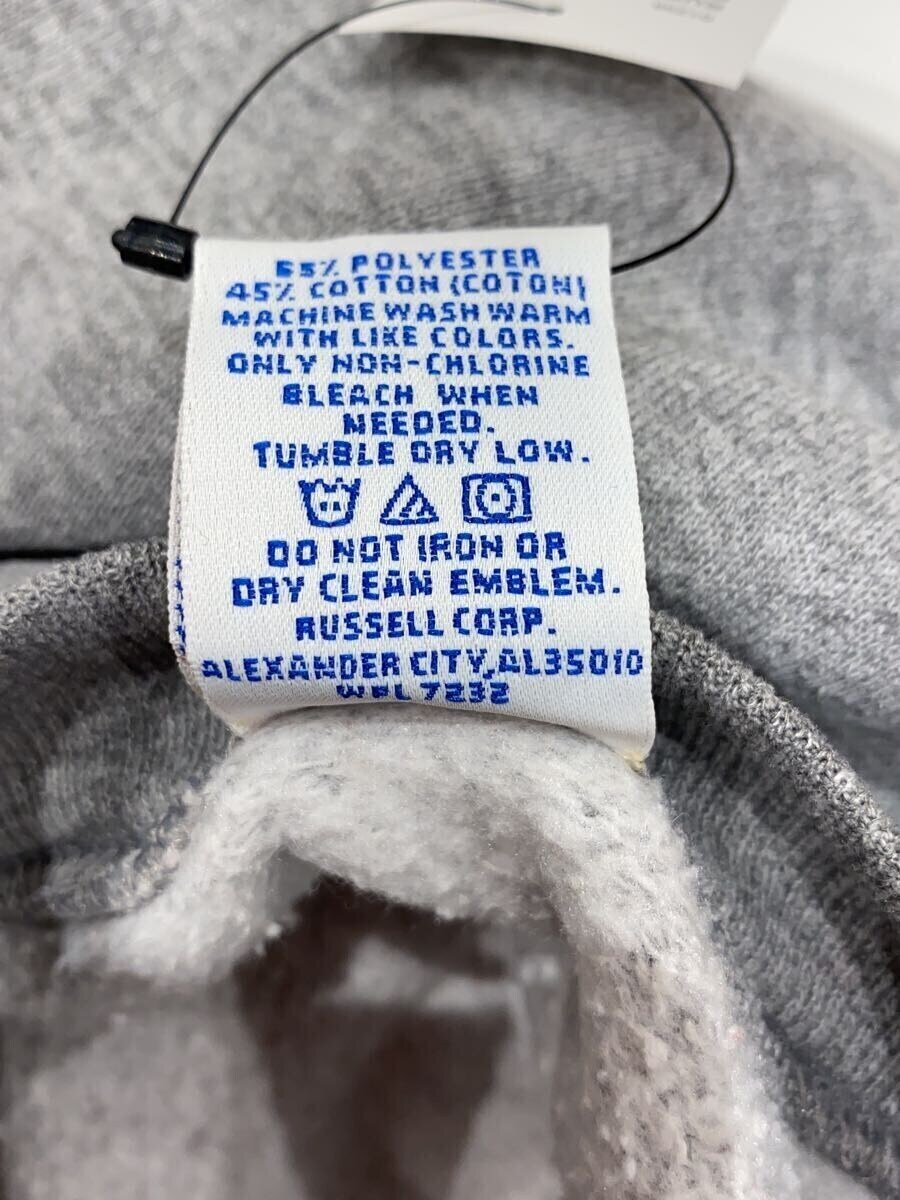 55% POLYESTER
45% COTTON (COTON)
MACHINE WASH WARM
WITH LIKE COLORS.
ONLY NON-CHLORINE
BLEACH WHEN
NEEDED.
TUMBLE DRY LOW.
DO NOT IRON OR
DRY CLEAN EMBLEM.
RUSSELL CORP.
ALEXANDER CITY,AL35010
WPL 7232